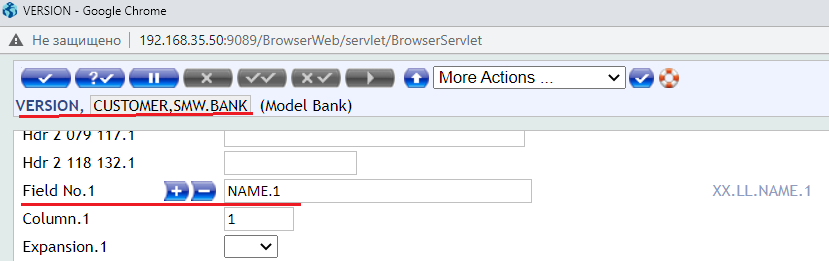 VERSION - Google Chrome
Не защищено 192.168.35.50:9089/BrowserWeb/servlet/BrowserServlet
More Actions ...
VERSION, CUSTOMER,SMW.BANK (Model Bank)
Hdr 2 079 117.1
Hdr 2 118 132.1
Field No.1 NAME.1 XX.LL.NAME.1
Column.1 1
Expansion.1